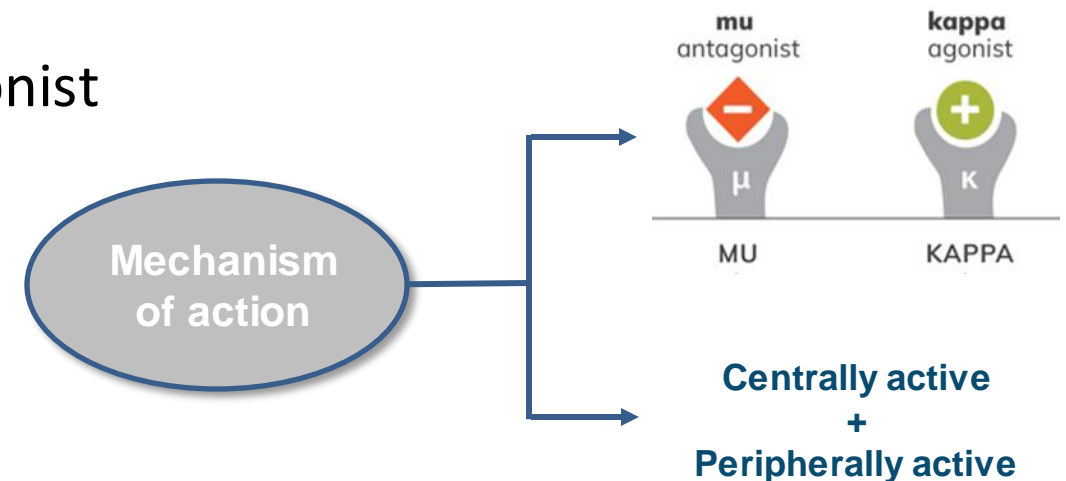 onist
mu
antagonist
kappa
agonist
μ
κ
MU
KAPPA
Mechanism
of action
Centrally active
+
Peripherally active